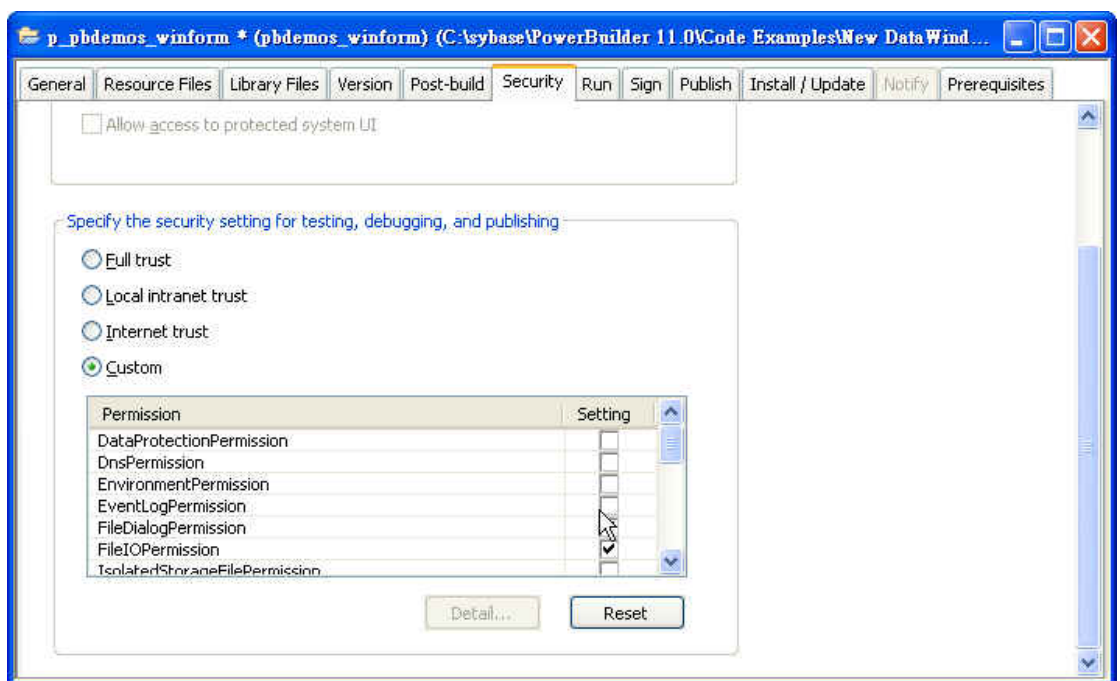 p_pbdemos_winform * (pbdemos_winform) (C:\sybase\PowerBuilder 11.0\Code Examples\New DataWind...
General Resource Files Library Files Version Post-build Security Run Sign Publish Install / Update Notify Prerequisites
Allow access to protected system UI
Specify the security setting for testing, debugging, and publishing
Full trust
Local intranet trust
Internet trust
Custom
Permission Setting
DataProtectionPermission
DnsPermission
EnvironmentPermission
EventLogPermission
FileDialogPermission
FileIOPermission
IsolatedStorageFilePermission
Detail... Reset